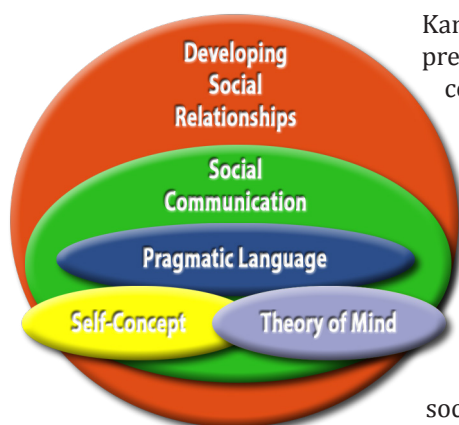 Developing
Social
Relationships
Social
Communication
Pragmatic Language
Self-Concept
Theory of Mind